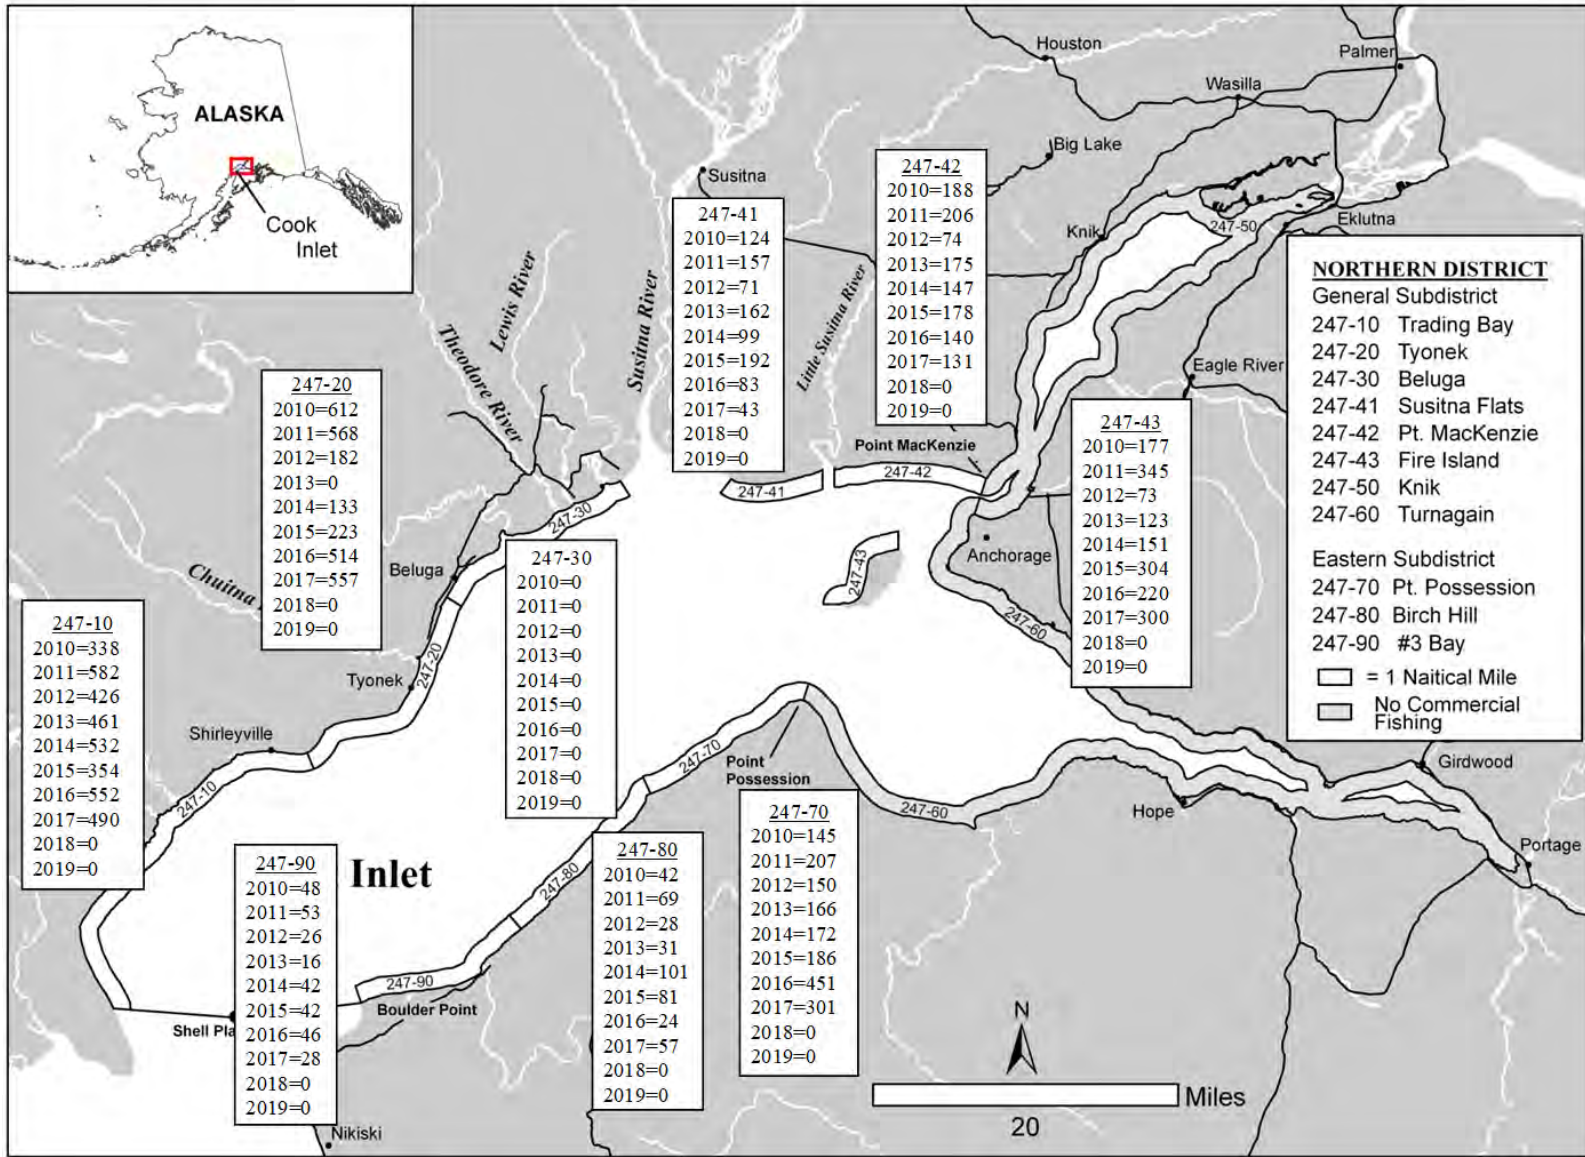 ALASKA
Cook
Inlet
Houston
Palmer
Wasilla
Big Lake
Susitna
Knik
Eklutna
247-50
Lewis River
Theodore River
Susitna River
Little Susitna River
Eagle River
247-42
2010=188
2011=206
2012=74
2013=175
2014=147
2015=178
2016=140
2017=131
2018=0
2019=0
247-41
2010=124
2011=157
2012=71
2013=162
2014=99
2015=192
2016=83
2017=43
2018=0
2019=0
NORTHERN DISTRICT
General Subdistrict
247-10 Trading Bay
247-20 Tyonek
247-30 Beluga
247-41 Susitna Flats
247-42 Pt. MacKenzie
247-43 Fire Island
247-50 Knik
247-60 Turnagain
Eastern Subdistrict
247-70 Pt. Possession
247-80 Birch Hill
247-90 #3 Bay
= 1 Naitical Mile
No Commercial
Fishing
247-20
2010=612
2011=568
2012=182
2013=0
2014=133
2015=223
2016=514
2017=557
2018=0
2019=0
Point MacKenzie
247-42
247-41
247-43
2010=177
2011=345
2012=73
2013=123
2014=151
2015=304
2016=220
2017=300
2018=0
2019=0
247-30
Anchorage
247-43
247-60
Beluga
Chuitna
247-30
2010=0
2011=0
2012=0
2013=0
2014=0
2015=0
2016=0
2017=0
2018=0
2019=0
247-10
2010=338
2011=582
2012=426
2013=461
2014=532
2015=354
2016=552
2017=490
2018=0
2019=0
247-20
Tyonek
Shirleyville
247-10
247-70
Point
Possession
247-60
Girdwood
Hope
Portage
247-70
2010=145
2011=207
2012=150
2013=166
2014=172
2015=186
2016=451
2017=301
2018=0
2019=0
247-80
2010=42
2011=69
2012=28
2013=31
2014=101
2015=81
2016=24
2017=57
2018=0
2019=0
247-90
2010=48
2011=53
2012=26
2013=16
2014=42
2015=42
2016=46
2017=28
2018=0
2019=0
Inlet
247-80
247-90
Boulder Point
Shell Pla
Nikiski
N
Miles
20